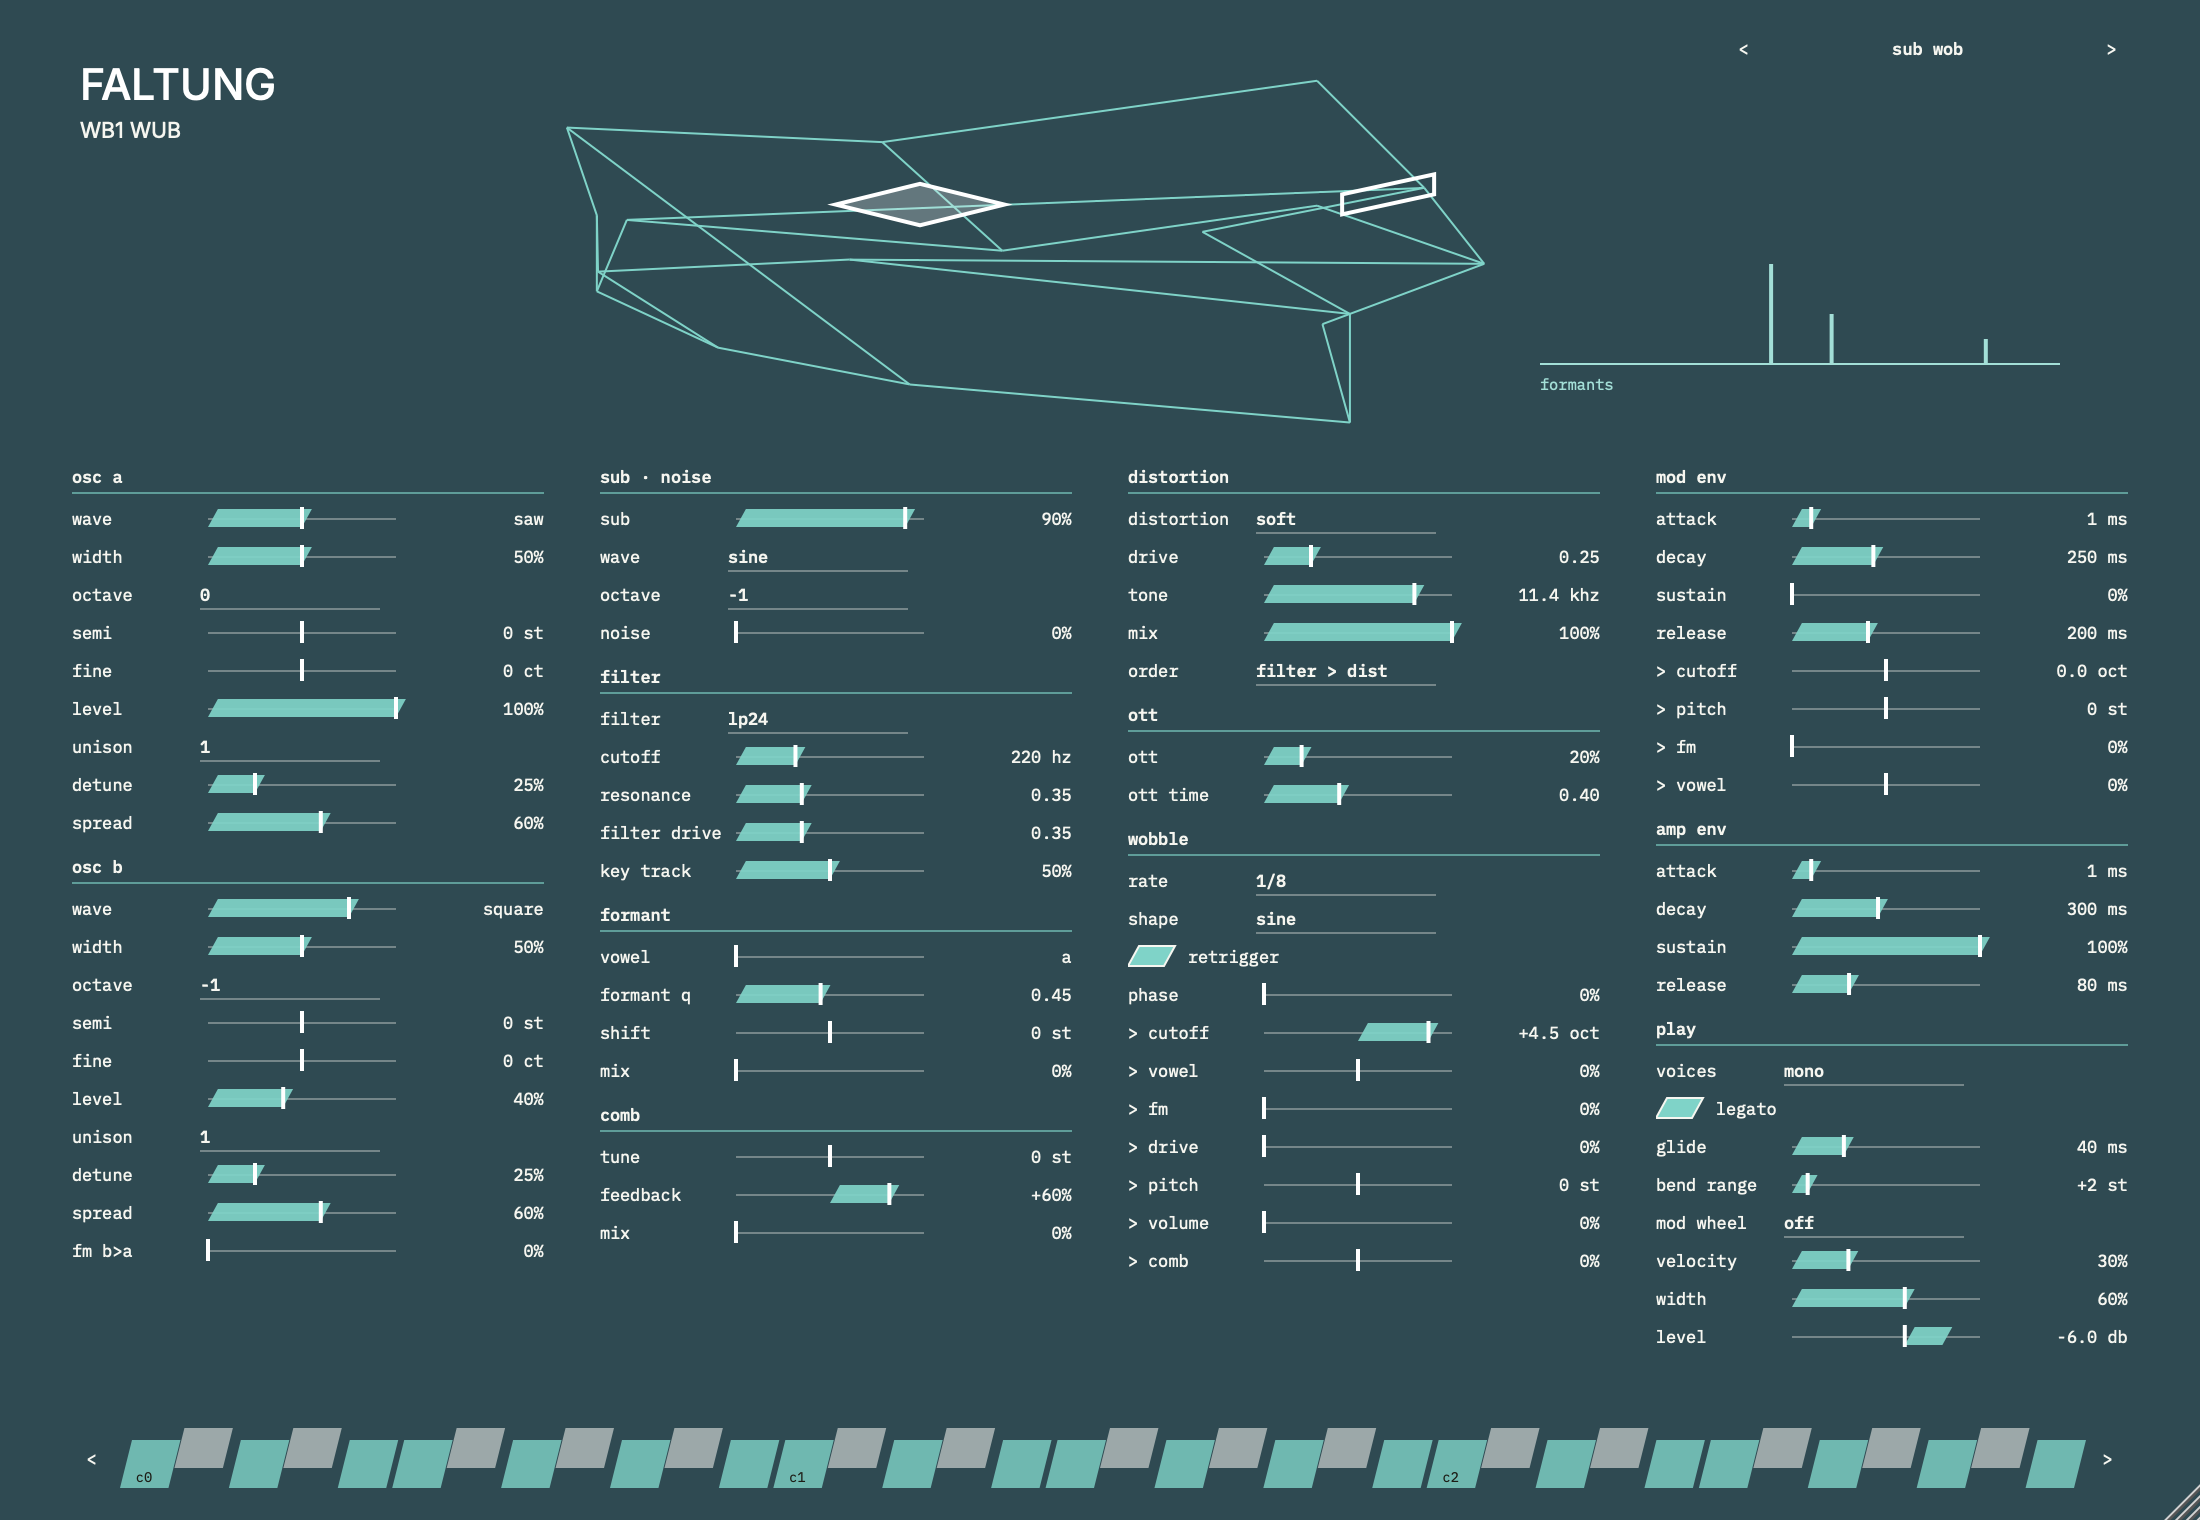 < sub wob >
FALTUNG
WB1 WUB
formants
osc a
wave saw
width 50%
octave 0
semi 0 st
fine 0 ct
level 100%
unison 1
detune 25%
spread 60%
osc b
wave square
width 50%
octave -1
semi 0 st
fine 0 ct
level 40%
unison 1
detune 25%
spread 60%
fm b>a 0%
sub · noise
sub 90%
wave sine
octave -1
noise 0%
filter
filter lp24
cutoff 220 hz
resonance 0.35
filter drive 0.35
key track 50%
formant
vowel a
formant q 0.45
shift 0 st
mix 0%
comb
tune 0 st
feedback +60%
mix 0%
distortion
distortion soft
drive 0.25
tone 11.4 khz
mix 100%
order filter > dist
ott
ott 20%
ott time 0.40
wobble
rate 1/8
shape sine
retrigger
phase 0%
> cutoff +4.5 oct
> vowel 0%
> fm 0%
> drive 0%
> pitch 0 st
> volume 0%
> comb 0%
mod env
attack 1 ms
decay 250 ms
sustain 0%
release 200 ms
> cutoff 0.0 oct
> pitch 0 st
> fm 0%
> vowel 0%
amp env
attack 1 ms
decay 300 ms
sustain 100%
release 80 ms
play
voices mono
legato
glide 40 ms
bend range +2 st
mod wheel off
velocity 30%
width 60%
level -6.0 db
< c0 c1 c2 >